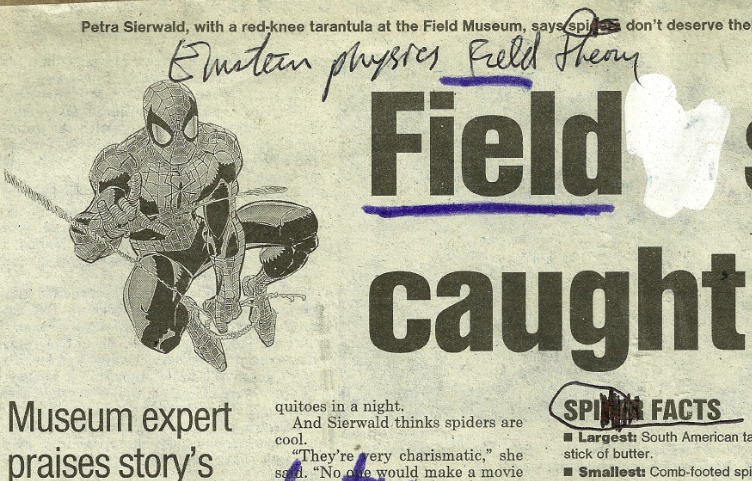 Petra Sierwald, with a red-knee tarantula at the Field Museum, says spiders don't deserve the
Einstein physics Field Theory
Field
caught
Museum expert
praises story's
quitoes in a night.
And Sierwald thinks spiders are
cool.
"They're very charismatic," she
said. "No one would make a movie
SPI FACTS
■ Largest: South American ta
stick of butter.
■ Smallest: Comb-footed spi